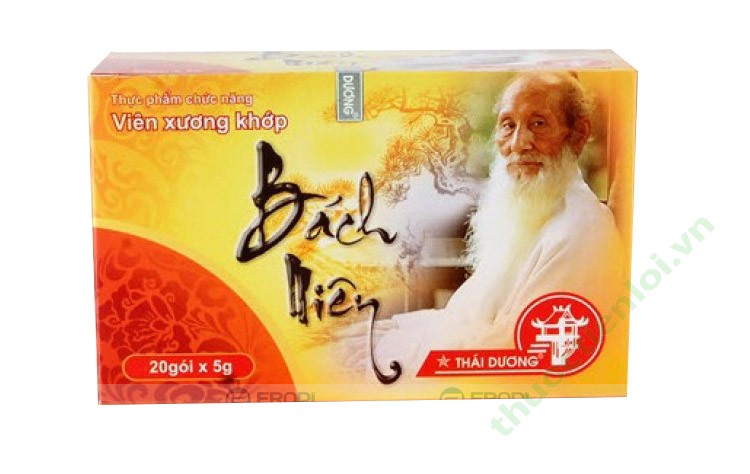 DƯƠNG
Thực phẩm chức năng
Viên xương khớp
Bách
Niên
THÁI DƯƠNG®
20gói x 5g